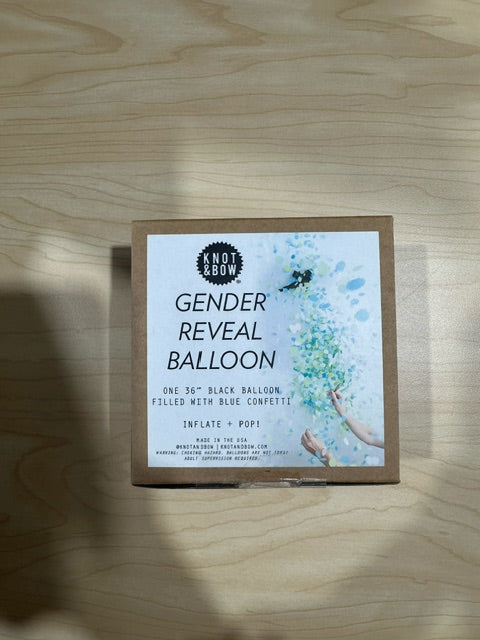 KNOT
&BOW
GENDER
REVEAL
BALLOON
ONE 36" BLACK BALLOON
FILLED WITH BLUE CONFETTI
INFLATE + POP!
MADE IN THE USA
@KNOTANDBOW | KNOTANDBOW.COM
WARNING: CHOKING HAZARD. BALLOONS ARE NOT TOYS!
ADULT SUPERVISION REQUIRED.